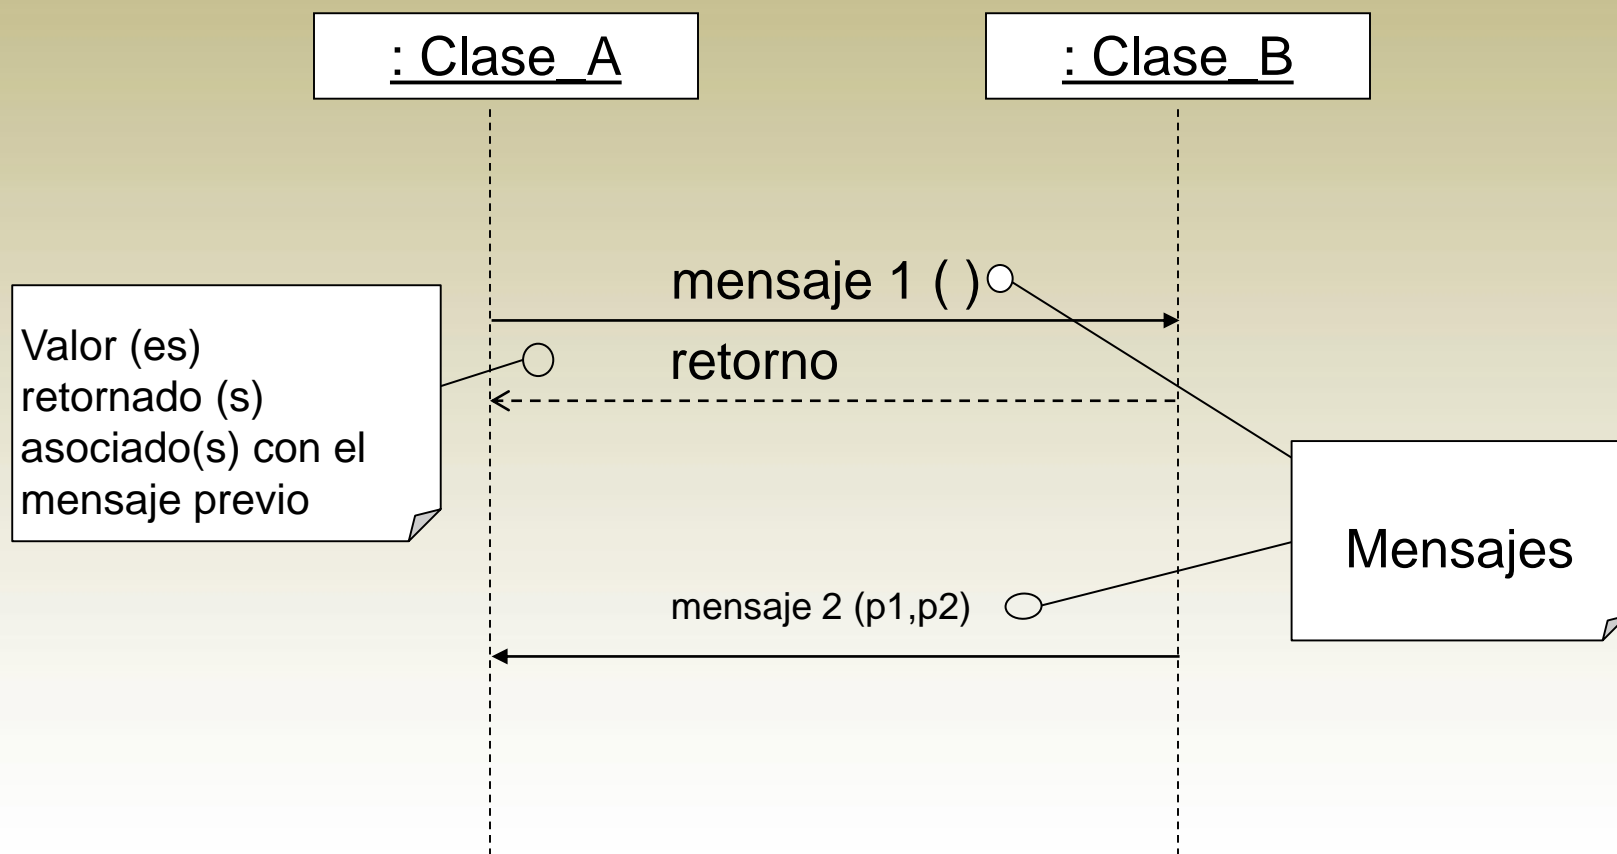 : Clase_A
: Clase_B
mensaje 1 ( )
retorno
Valor (es)
retornado (s)
asociado(s) con el
mensaje previo
Mensajes
mensaje 2 (p1,p2)